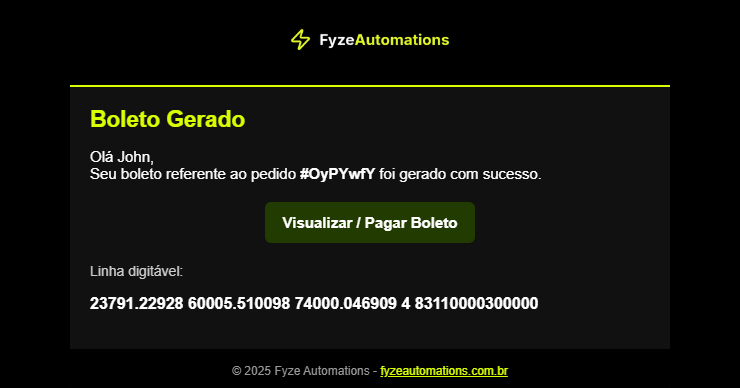 FyzeAutomations
Boleto Gerado
Olá John,
Seu boleto referente ao pedido #OyPYwfY foi gerado com sucesso.
Visualizar / Pagar Boleto
Linha digitável:
23791.22928 60005.510098 74000.046909 4 83110000300000
© 2025 Fyze Automations - fyzeautomations.com.br